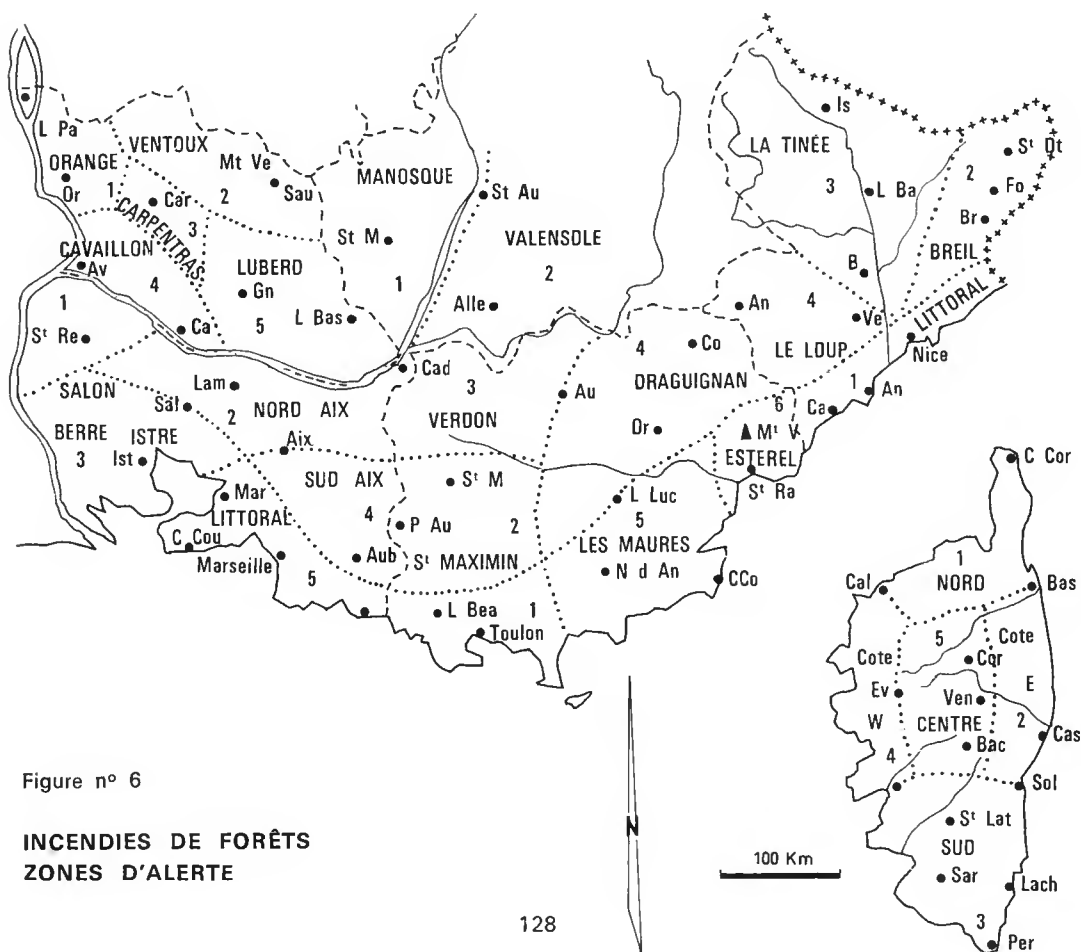 L Pa
VENTOUX
ORANGE
Or
1
Car
Mt Ve
2
Sau
MANOSQUE
3
CARPENTRAS
CAVAILLON
Av
4
St M
St Au
LUBERO
Gn
5
L Bas
1
VALENSOLE
2
Alle
1
St Re
Ca
Cad
SALON
Sal
Lam
2
NORD AIX
BERRE
3
ISTRE
Ist
Aix
SUD AIX
4
Mar
LITTORAL
C Cou
Marseille
5
Aub
P Au
3
VERDON
St M
2
St MAXIMIN
L Bea
1
Toulon
Au
4
Co
DRAGUIGNAN
Dr
L Luc
5
LES MAURES
N d An
CCo
6
Mt V
ESTEREL
St Ra
Is
LA TINÉE
3
L Ba
B
2
St Dt
Fo
Br
BREIL
An
4
Ve
LE LOUP
LITTORAL
Nice
1
An
Ca
C Cor
1
NORD
Cal
Bas
5
Cote
Cote
Cor
E
Ev
Ven
W
CENTRE
2
Cas
4
Bac
Sol
St Lat
SUD
Sar
Lach
3
Per
N
100 Km
Figure nº 6
INCENDIES DE FORÊTS
ZONES D'ALERTE
128